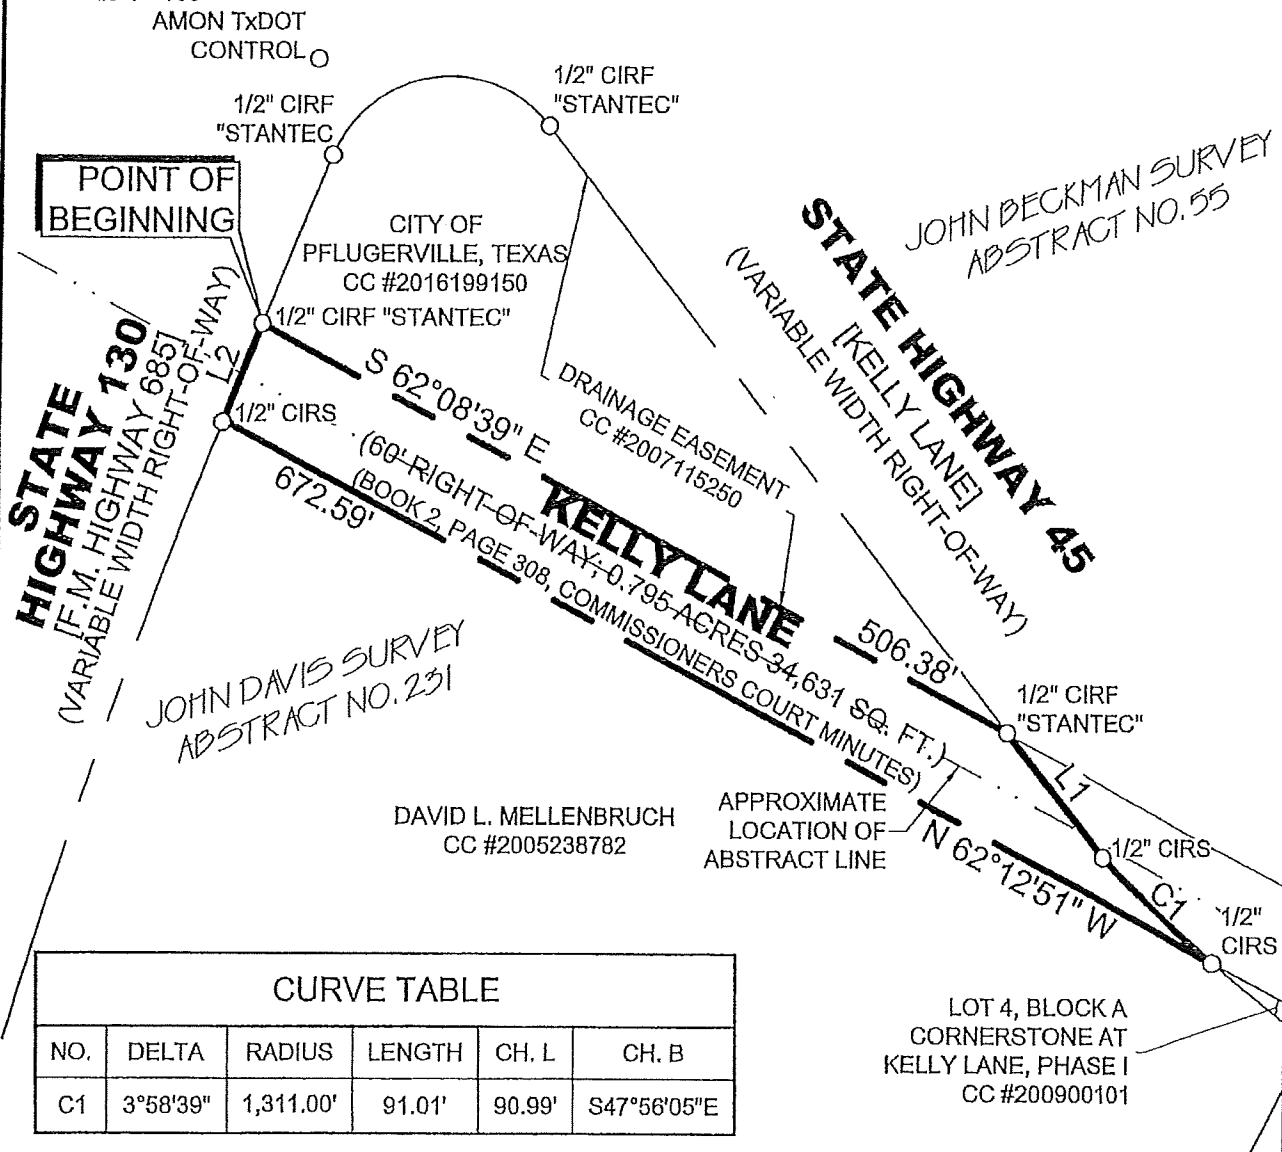 AMON TxDOT
CONTROL
1/2" CIRF
"STANTEC"
1/2" CIRF
"STANTEC
POINT OF
BEGINNING
CITY OF
PFLUGERVILLE, TEXAS
CC #2016199150
JOHN BECKMAN SURVEY
ABSTRACT NO. 55
STATE HIGHWAY 45
[KELLY LANE]
(VARIABLE WIDTH RIGHT-OF-WAY)
1/2" CIRF "STANTEC"
L2
1/2" CIRS
STATE
HIGHWAY 130
[F.M. HIGHWAY 685]
(VARIABLE WIDTH RIGHT-OF-WAY)
S 62°08'39" E
506.38'
DRAINAGE EASEMENT
CC #2007115250
KELLY LANE
(60' RIGHT-OF-WAY; 0.795 ACRES 34,631 SQ. FT.)
(BOOK 2, PAGE 308, COMMISSIONERS COURT MINUTES)
672.59'
N 62°12'51" W
JOHN DAVIS SURVEY
ABSTRACT NO. 231
1/2" CIRF
"STANTEC"
L1
1/2" CIRS
C1
1/2"
CIRS
DAVID L. MELLENBRUCH
CC #2005238782
APPROXIMATE
LOCATION OF
ABSTRACT LINE
LOT 4, BLOCK A
CORNERSTONE AT
KELLY LANE, PHASE I
CC #200900101
CURVE TABLE
NO. DELTA RADIUS LENGTH CH. L CH. B
C1 3°58'39" 1,311.00' 91.01' 90.99' S47°56'05"E